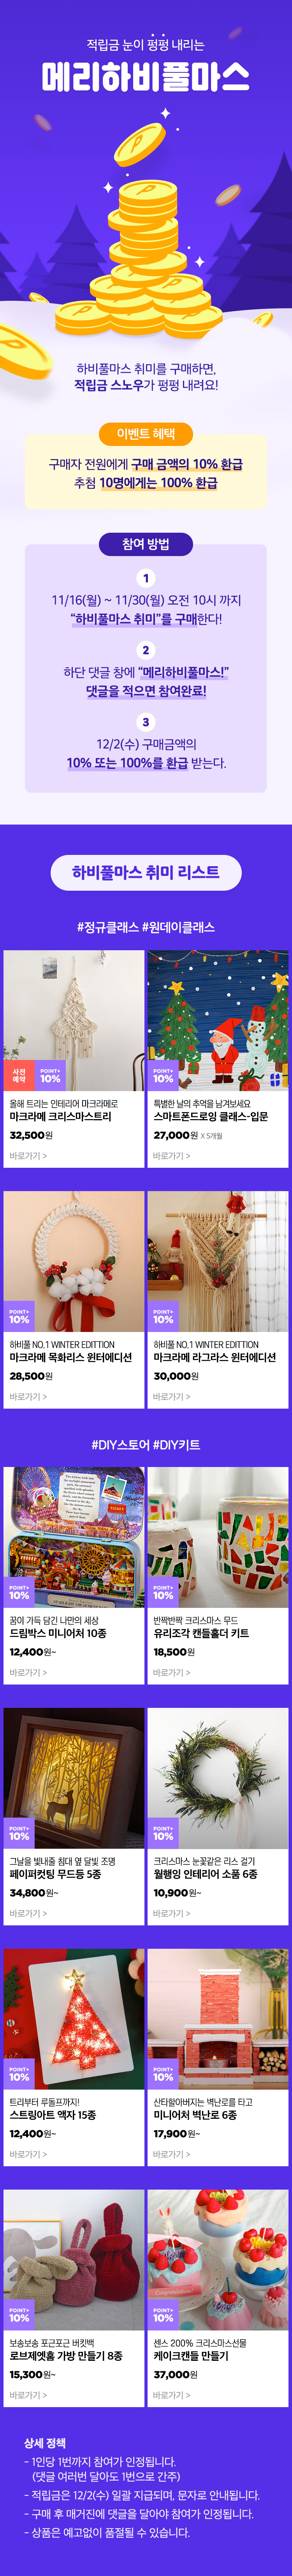 적립금 눈이 펑펑 내리는
메리하비풀마스
하비풀마스 취미를 구매하면,
적립금 스노우가 펑펑 내려요!
이벤트 혜택
구매자 전원에게 구매 금액의 10% 환급
추첨 10명에게는 100% 환급
참여 방법
1
11/16(월) ~ 11/30(월) 오전 10시 까지
“하비풀마스 취미”를 구매한다!
2
하단 댓글 창에 “메리하비풀마스!”
댓글을 적으면 참여완료!
3
12/2(수) 구매금액의
10% 또는 100%를 환급 받는다.
하비풀마스 취미 리스트
#정규클래스 #원데이클래스
사전
예약
POINT+
10%
올해 트리는 인테리어 마크라메로
마크라메 크리스마스트리
32,500원
바로가기 >
POINT+
10%
특별한 날의 추억을 남겨보세요
스마트폰드로잉 클래스-입문
27,000원 X 5개월
바로가기 >
POINT+
10%
하비풀 NO.1 WINTER EDITTION
마크라메 목화리스 윈터에디션
28,500원
바로가기 >
POINT+
10%
하비풀 NO.1 WINTER EDITTION
마크라메 라그라스 윈터에디션
30,000원
바로가기 >
#DIY스토어 #DIY키트
TICKET
POINT+
10%
꿈이 가득 담긴 나만의 세상
드림박스 미니어처 10종
12,400원~
바로가기 >
POINT+
10%
반짝반짝 크리스마스 무드
유리조각 캔들홀더 키트
18,500원
바로가기 >
POINT+
10%
그날을 빛내줄 침대 옆 달빛 조명
페이퍼컷팅 무드등 5종
34,800원~
바로가기 >
POINT+
10%
크리스마스 눈꽃같은 리스 걸기
월행잉 인테리어 소품 6종
10,900원~
바로가기 >
POINT+
10%
트리부터 루돌프까지!
스트링아트 액자 15종
12,400원~
바로가기 >
POINT+
10%
산타할아버지는 벽난로를 타고
미니어처 벽난로 6종
17,900원~
바로가기 >
POINT+
10%
보송보송 포근포근 버킷백
로브제엣홈 가방 만들기 8종
15,300원~
바로가기 >
POINT+
10%
센스 200% 크리스마스선물
케이크캔들 만들기
37,000원
바로가기 >
상세 정책
- 1인당 1번까지 참여가 인정됩니다.
(댓글 여러번 달아도 1번으로 간주)
- 적립금은 12/2(수) 일괄 지급되며, 문자로 안내됩니다.
- 구매 후 매거진에 댓글을 달아야 참여가 인정됩니다.
- 상품은 예고없이 품절될 수 있습니다.